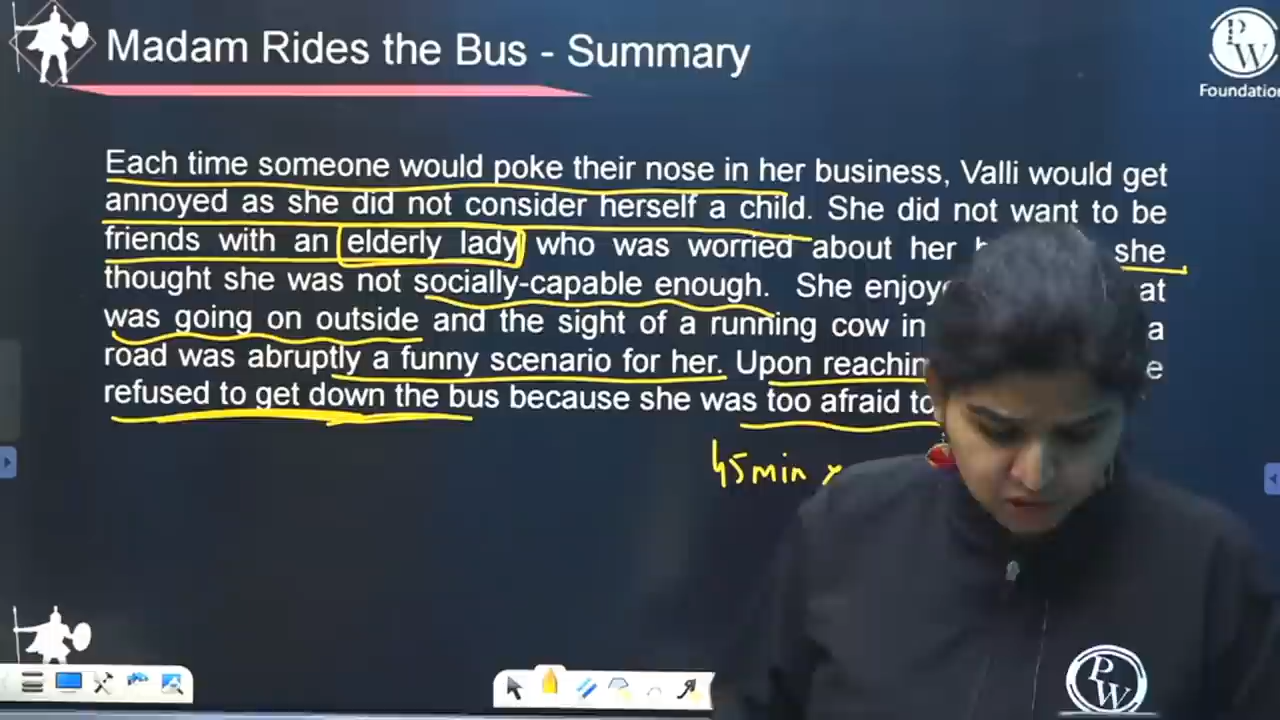 Madam Rides the Bus - Summary
PW
Foundation
Each time someone would poke their nose in her business, Valli would get
annoyed as she did not consider herself a child. She did not want to be
friends with an elderly lady who was worried about her she
thought she was not socially-capable enough. She at
was going on outside and the sight of a running cow in a
road was abruptly a funny scenario for her. Upon
refused to get down the bus because she was too afraid to
45min
PW